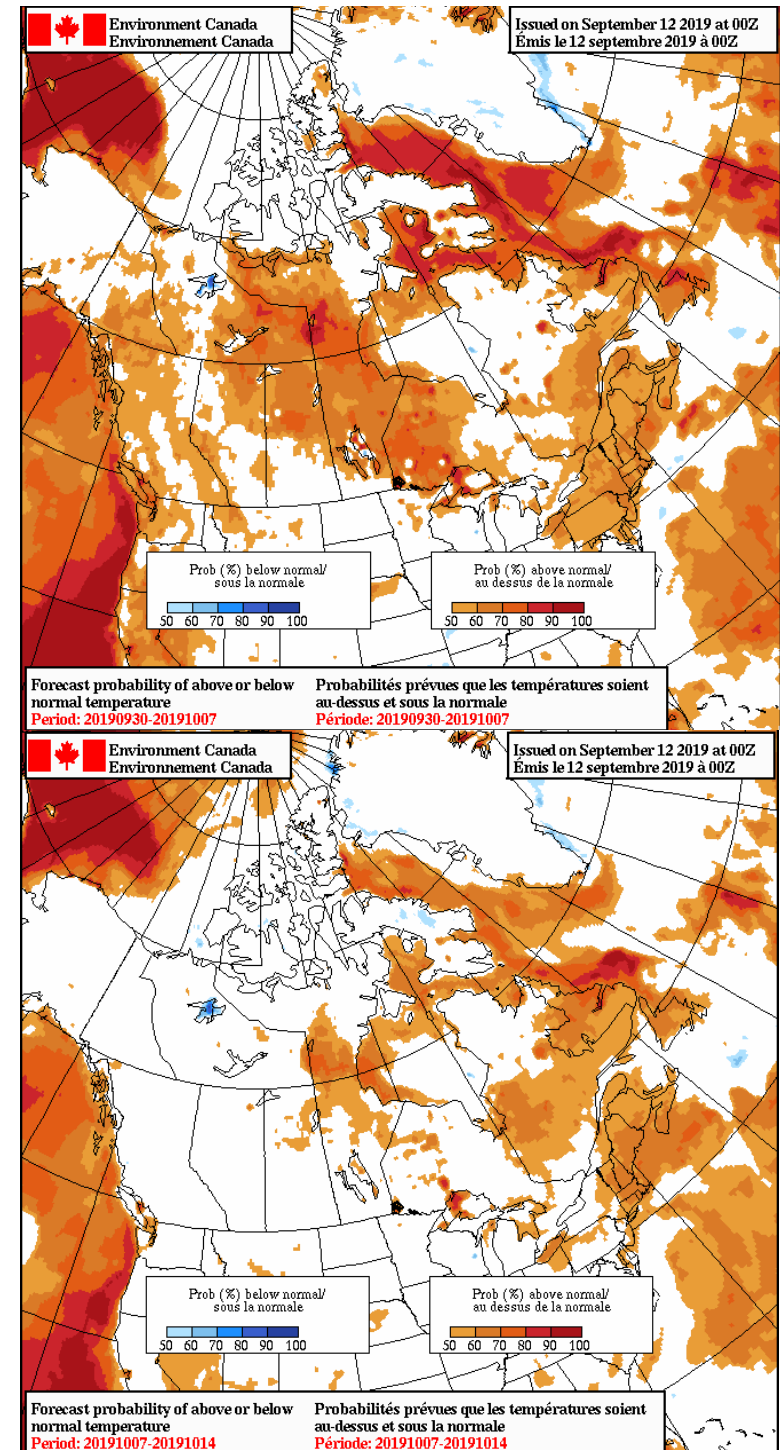 Environment Canada
Environnement Canada
Issued on September 12 2019 at 00Z
Émis le 12 septembre 2019 à 00Z
Prob (%) below normal/
sous la normale
50 60 70 80 90 100
Prob (%) above normal/
au dessus de la normale
50 60 70 80 90 100
Forecast probability of above or below
normal temperature
Period: 20190930-20191007
Probabilités prévues que les températures soient
au-dessus et sous la normale
Période: 20190930-20191007
Environment Canada
Environnement Canada
Issued on September 12 2019 at 00Z
Émis le 12 septembre 2019 à 00Z
Prob (%) below normal/
sous la normale
50 60 70 80 90 100
Prob (%) above normal/
au dessus de la normale
50 60 70 80 90 100
Forecast probability of above or below
normal temperature
Period: 20191007-20191014
Probabilités prévues que les températures soient
au-dessus et sous la normale
Période: 20191007-20191014